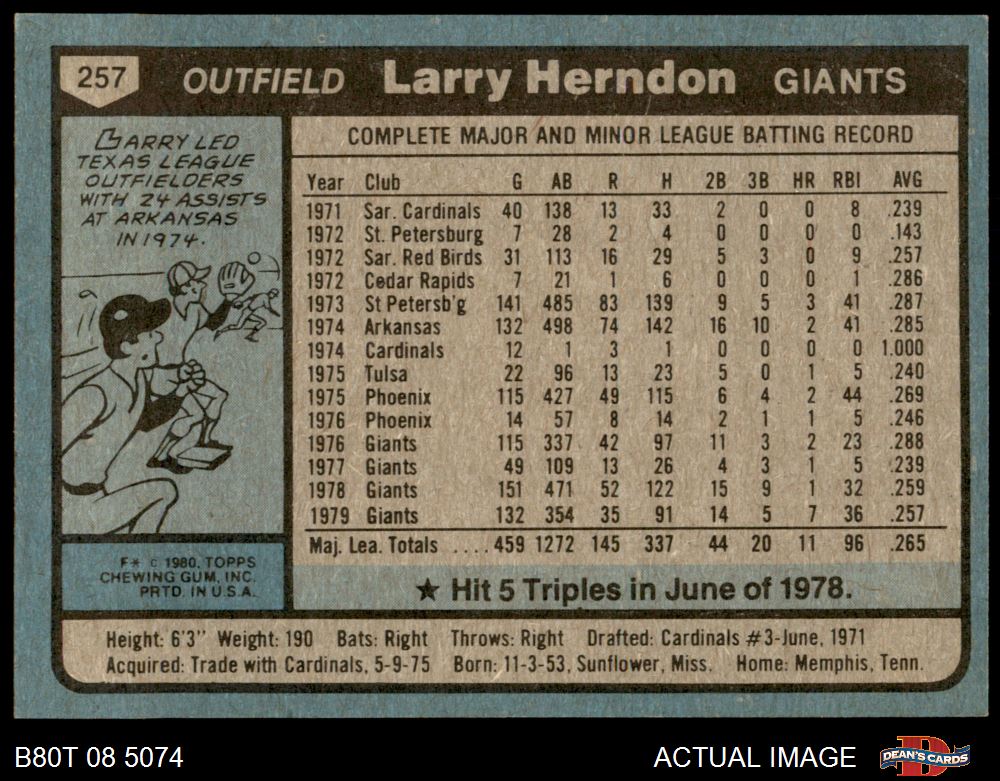 257 OUTFIELD Larry Herndon GIANTS
LARRY LED
TEXAS LEAGUE
OUTFIELDERS
WITH 24 ASSISTS
AT ARKANSAS
IN 1974.
F* © 1980, TOPPS
CHEWING GUM, INC.
PRTD. IN U.S.A.
COMPLETE MAJOR AND MINOR LEAGUE BATTING RECORD
Year Club G AB R H 2B 3B HR RBI AVG
1971 Sar. Cardinals 40 138 13 33 2 0 0 8 .239
1972 St. Petersburg 7 28 2 4 0 0 0 0 .143
1972 Sar. Red Birds 31 113 16 29 5 3 0 9 .257
1972 Cedar Rapids 7 21 1 6 0 0 0 1 .286
1973 St Petersb'g 141 485 83 139 9 5 3 41 .287
1974 Arkansas 132 498 74 142 16 10 2 41 .285
1974 Cardinals 12 1 3 1 0 0 0 0 1.000
1975 Tulsa 22 96 13 23 5 0 1 5 .240
1975 Phoenix 115 427 49 115 6 4 2 44 .269
1976 Phoenix 14 57 8 14 2 1 1 5 .246
1976 Giants 115 337 42 97 11 3 2 23 .288
1977 Giants 49 109 13 26 4 3 1 5 .239
1978 Giants 151 471 52 122 15 9 1 32 .259
1979 Giants 132 354 35 91 14 5 7 36 .257
Maj. Lea. Totals .... 459 1272 145 337 44 20 11 96 .265
★ Hit 5 Triples in June of 1978.
Height: 6'3" Weight: 190 Bats: Right Throws: Right Drafted: Cardinals #3-June, 1971
Acquired: Trade with Cardinals, 5-9-75 Born: 11-3-53, Sunflower, Miss. Home: Memphis, Tenn.
B80T 08 5074 ACTUAL IMAGE D DEAN'S CARDS